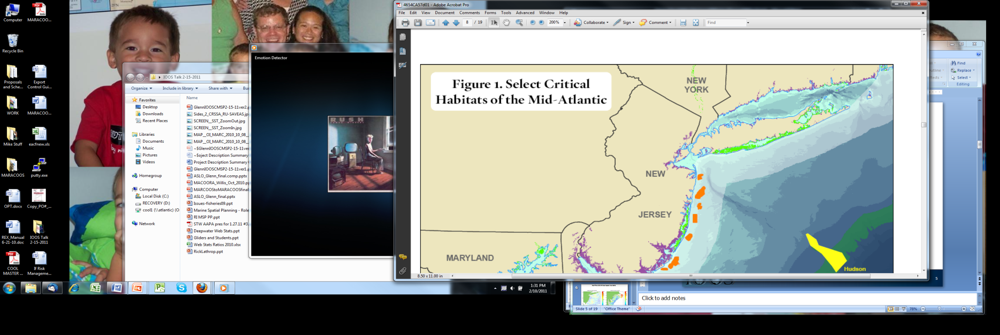 Computer
MARACOO...
Recycle Bin
Proposals
and Sche...
Export
Control Gui...
WORK
MARACOO...
Mike Stuff
eacfnew.xls
MARACOOS
putty.exe
OPT.docx
Copy_PO#_...
REX_Manual
6-21-10.doc
IOOS Talk
2-15-2011
COOL
MASTER ...
If Risk
Manageme...
IOOS Talk 2-15-2011
Organize
Include in library
Share with
Bu
Name
Favorites
Desktop
Downloads
Recent Places
Libraries
Documents
Music
Pictures
Videos
Homegroup
Computer
Local Disk (C:)
RECOVERY (D:)
cool1 (\\atlantic) (O
Network
GlennIOOSCMSP2-15-11ver2.p
Sides_2_CRSSA_RU-SAVEAS.jp
SCREEN__SST_ZoomOut.jpg
SCREEN__SST_ZoomIn.jpg
MAP__OI_MARC_2010_10_08_
MAP__OI_MARC_2010_10_08_
~$GlennIOOSCMSP2-15-11ve
~$oject Description Summary
Project Description Summary
GlennIOOSCMSP2-15-11ver1.p
ASLO_Glenn_final.comp.pptx
MACOORA_Willis_Oct_2010.p
MARCOOStoMARACOOSfinal
ASLO_Glenn_final.pptx
Issues-fisheries09.ppt
Marine Spatial Planning - Role
RI MSP PP.ppt
STW AAPA pres for 1.27.11 #3.
Deepwater Web Stats.ppt
Gliders and Students.ppt
Web Stats Ratios 2010.xlsx
RickLathrop.ppt
Emotion Detector
RUSH
4654CA57d01 - Adobe Acrobat Pro
File Edit View Document Comments Forms Tools Advanced Window Help
8 / 19
200%
Collaborate
Sign
Comment
Find
Figure 1. Select Critical
Habitats of the Mid-Atlantic
NEW
YORK
NEW
JERSEY
MARYLAND
Hudson
8.50 x 11.00 in
Find
Replace
Select
Editing
5
IOOS
6
Click to add notes
Slide 5 of 19
"Office Theme"
78%
1:31 PM
2/10/2011